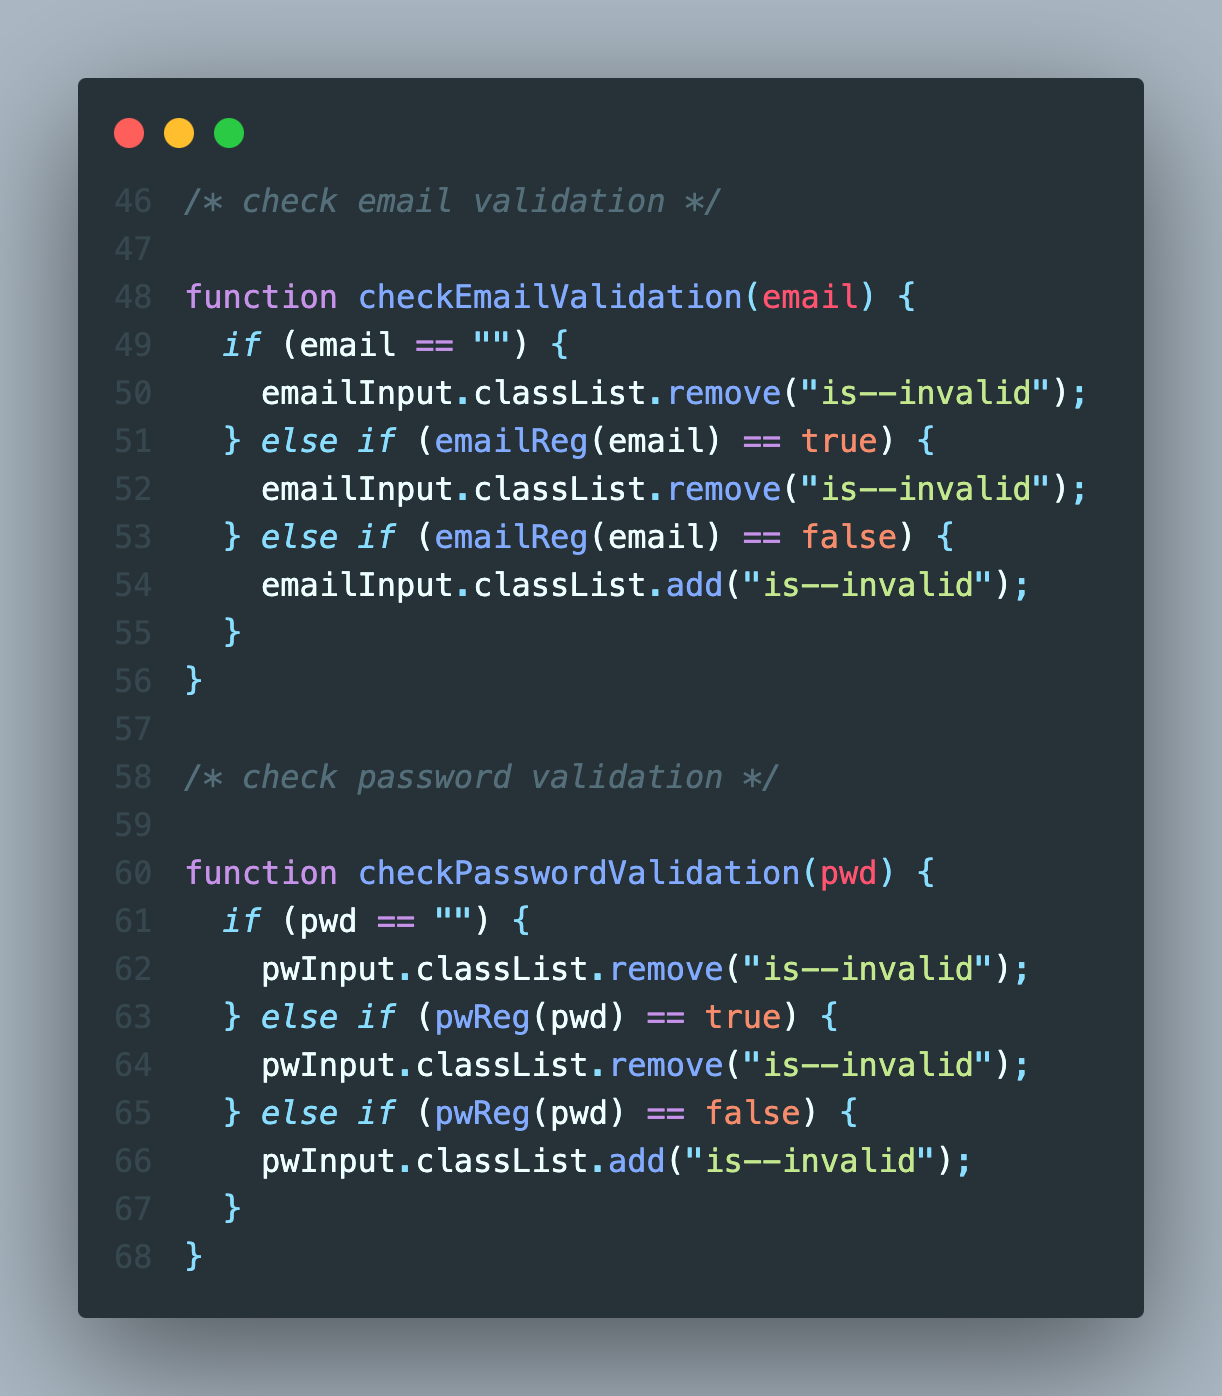 46 /* check email validation */
47
48 function checkEmailValidation(email) {
49   if (email == "") {
50     emailInput.classList.remove("is--invalid");
51   } else if (emailReg(email) == true) {
52     emailInput.classList.remove("is--invalid");
53   } else if (emailReg(email) == false) {
54     emailInput.classList.add("is--invalid");
55   }
56 }
57
58 /* check password validation */
59
60 function checkPasswordValidation(pwd) {
61   if (pwd == "") {
62     pwInput.classList.remove("is--invalid");
63   } else if (pwReg(pwd) == true) {
64     pwInput.classList.remove("is--invalid");
65   } else if (pwReg(pwd) == false) {
66     pwInput.classList.add("is--invalid");
67   }
68 }